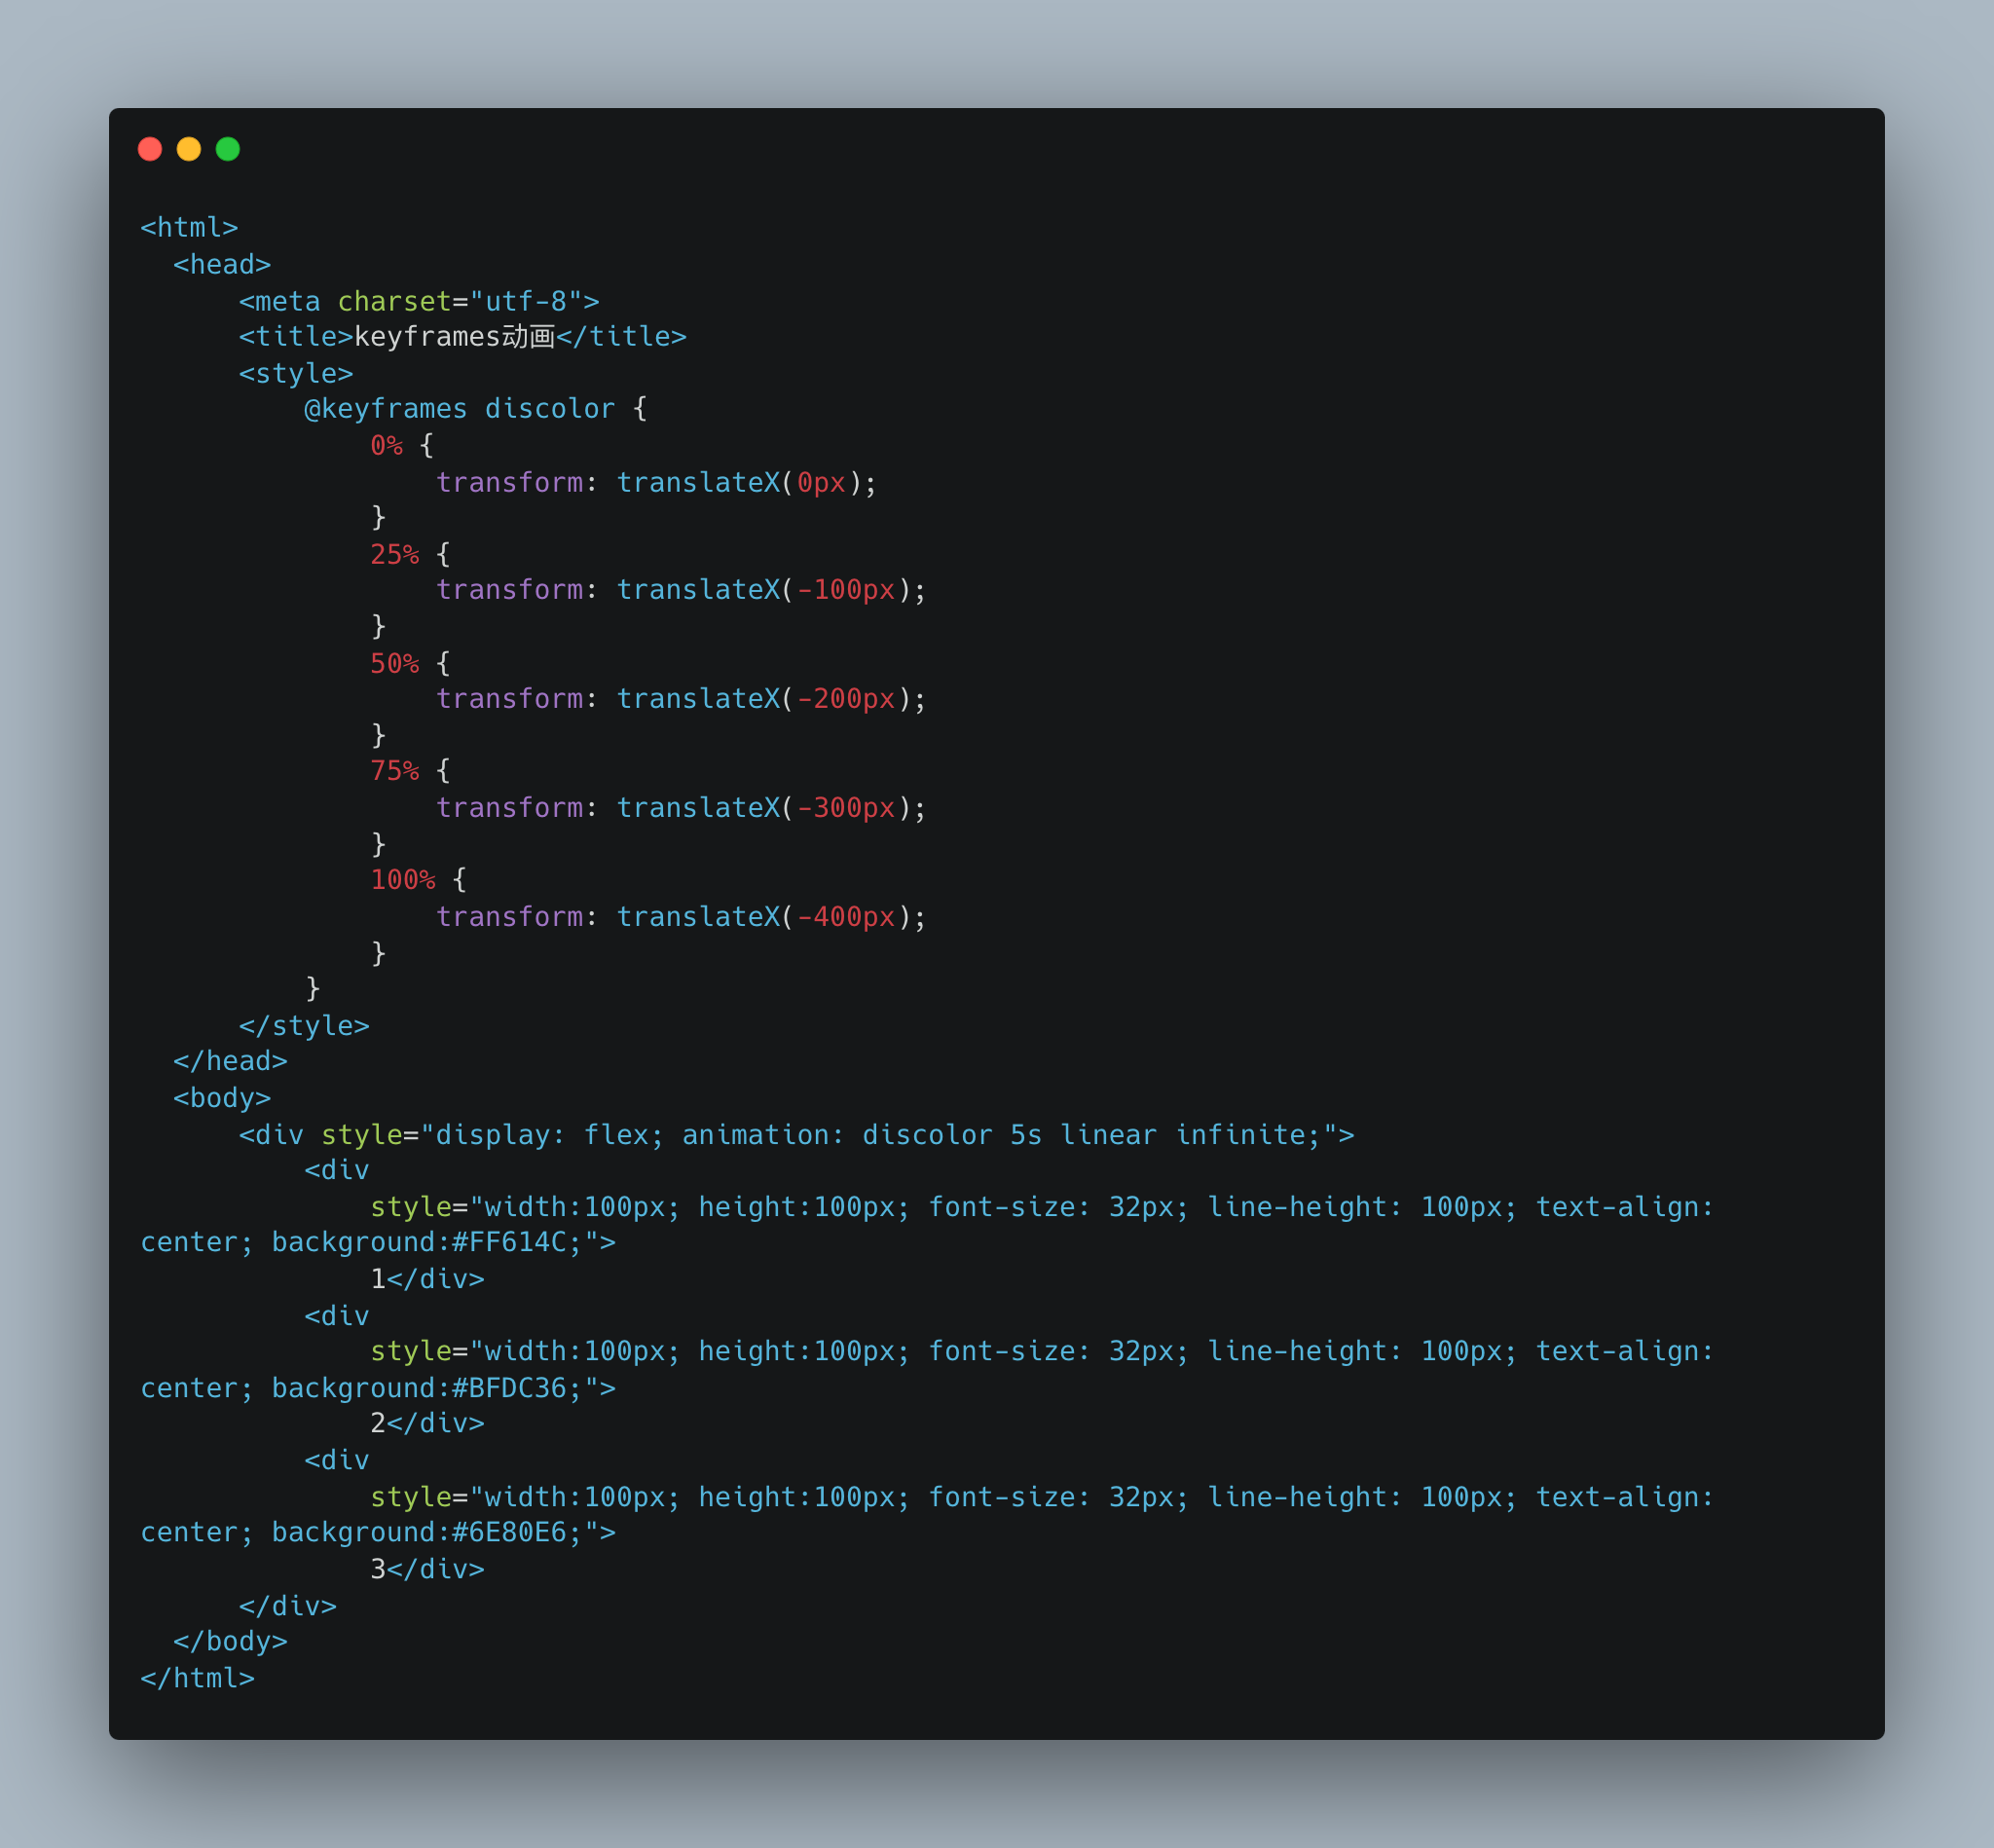 <html>
  <head>
      <meta charset="utf-8">
      <title>keyframes动画</title>
      <style>
          @keyframes discolor {
              0% {
                  transform: translateX(0px);
              }
              25% {
                  transform: translateX(-100px);
              }
              50% {
                  transform: translateX(-200px);
              }
              75% {
                  transform: translateX(-300px);
              }
              100% {
                  transform: translateX(-400px);
              }
          }
      </style>
  </head>
  <body>
      <div style="display: flex; animation: discolor 5s linear infinite;">
          <div
              style="width:100px; height:100px; font-size: 32px; line-height: 100px; text-align:
center; background:#FF614C;">
              1</div>
          <div
              style="width:100px; height:100px; font-size: 32px; line-height: 100px; text-align:
center; background:#BFDC36;">
              2</div>
          <div
              style="width:100px; height:100px; font-size: 32px; line-height: 100px; text-align:
center; background:#6E80E6;">
              3</div>
      </div>
  </body>
</html>